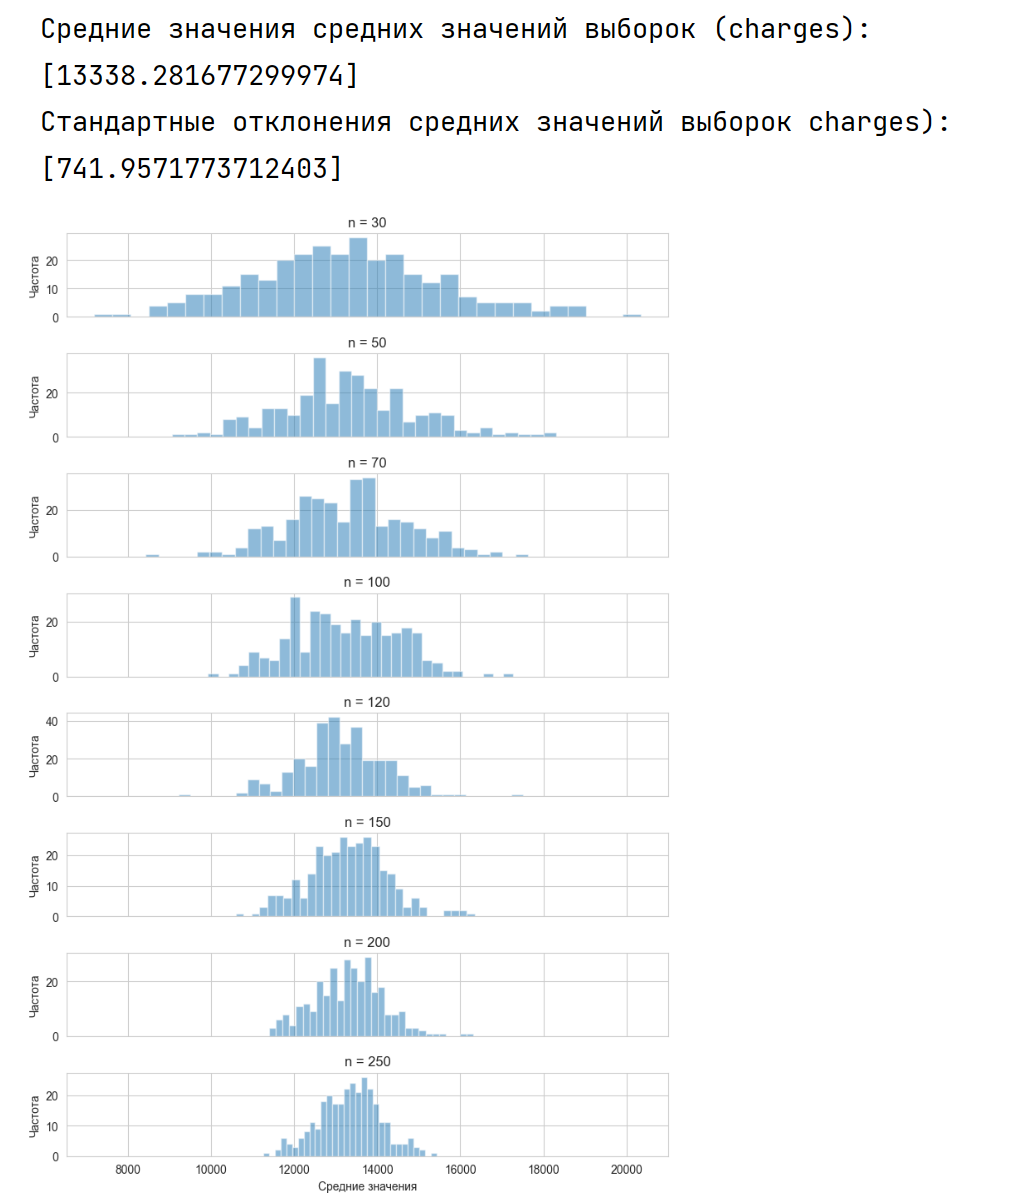 Средние значения средних значений выборок (charges):
[13338.281677299974]
Стандартные отклонения средних значений выборок charges):
[741.9571773712403]
n = 30
Частота
20
10
0
n = 50
Частота
20
0
n = 70
Частота
20
0
n = 100
Частота
20
0
n = 120
Частота
40
20
0
n = 150
Частота
20
10
0
n = 200
Частота
20
0
n = 250
Частота
20
10
0
8000 10000 12000 14000 16000 18000 20000
Средние значения